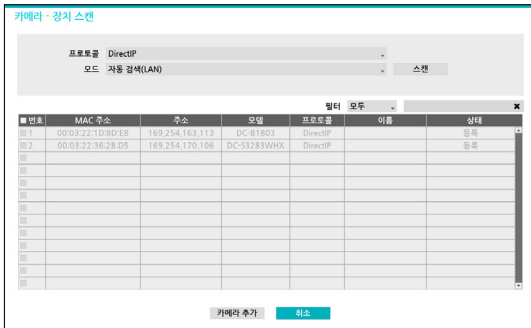 카메라 - 장치 스캔
프로토콜 DirectIP
모드 자동 검색(LAN) 스캔
필터 모두
번호 MAC 주소 주소 모델 프로토콜 이름 상태
1 00:03:22:1D:8D:E8 169,254,163,113 DC-B1803 DirectIP 등록
2 00:03:22:36:28:D5 169,254,170,106 DC-S3283WHX DirectIP 등록
카메라 추가 취소